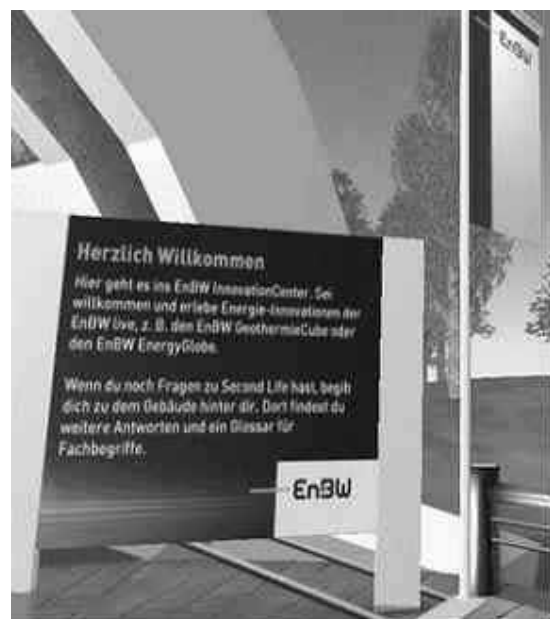 EnBW
Herzlich Willkommen
Hier geht es ins EnBW InnovationCenter. Sei
willkommen und erlebe Energie-Innovationen der
EnBW live, z. B. den EnBW GeothermieCube oder
den EnBW EnergyGlobe.
Wenn du noch Fragen zu Second Life hast, begib
dich zu dem Gebäude hinter dir. Dort findest du
weitere Antworten und ein Glossar für
Fachbegriffe.
EnBW